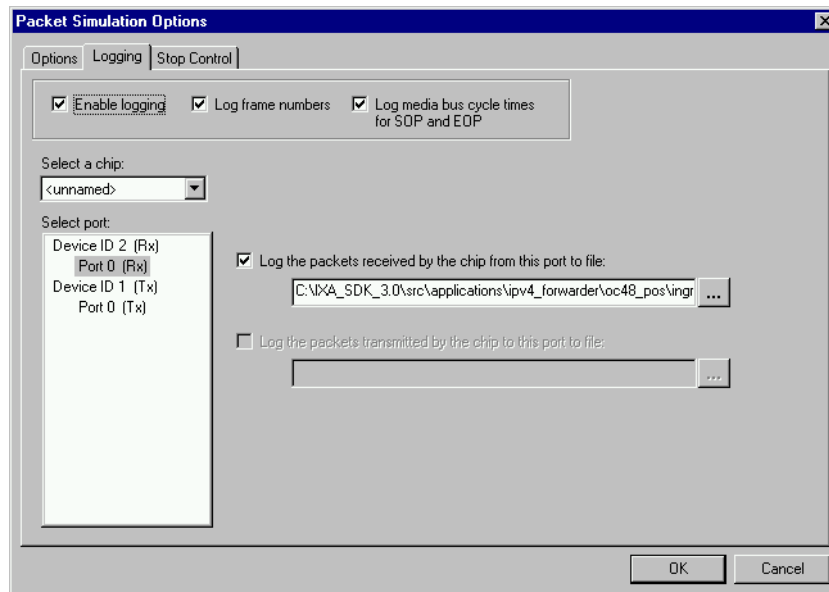 Packet Simulation Options
Options Logging Stop Control
Enable logging Log frame numbers Log media bus cycle times
for SOP and EOP
Select a chip:
<unnamed>
Select port:
Device ID 2 (Rx)
Port 0 (Rx)
Device ID 1 (Tx)
Port 0 (Tx)
Log the packets received by the chip from this port to file:
C:\IXA_SDK_3.0\src\applications\ipv4_forwarder\oc48_pos\ingr ...
Log the packets transmitted by the chip to this port to file:
...
OK Cancel